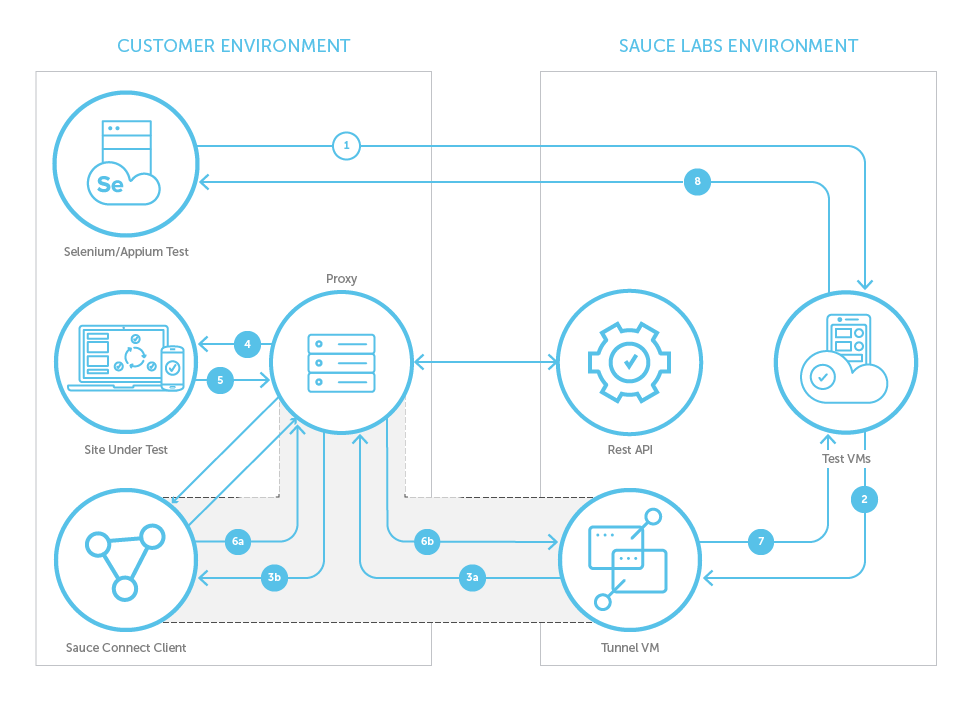 CUSTOMER ENVIRONMENT
SAUCE LABS ENVIRONMENT
1
8
Se
Selenium/Appium Test
Proxy
4
5
Site Under Test
Rest API
Test VMs
2
6a
6b
7
3b
3a
Sauce Connect Client
Tunnel VM